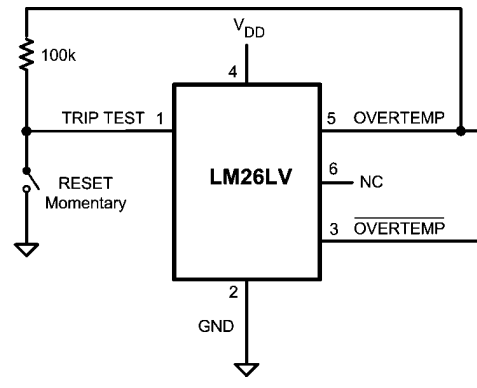 V_DD
100k
4
TRIP TEST 1
5 OVERTEMP
6
LM26LV
NC
RESET
Momentary
3 OVERTEMP
2
GND